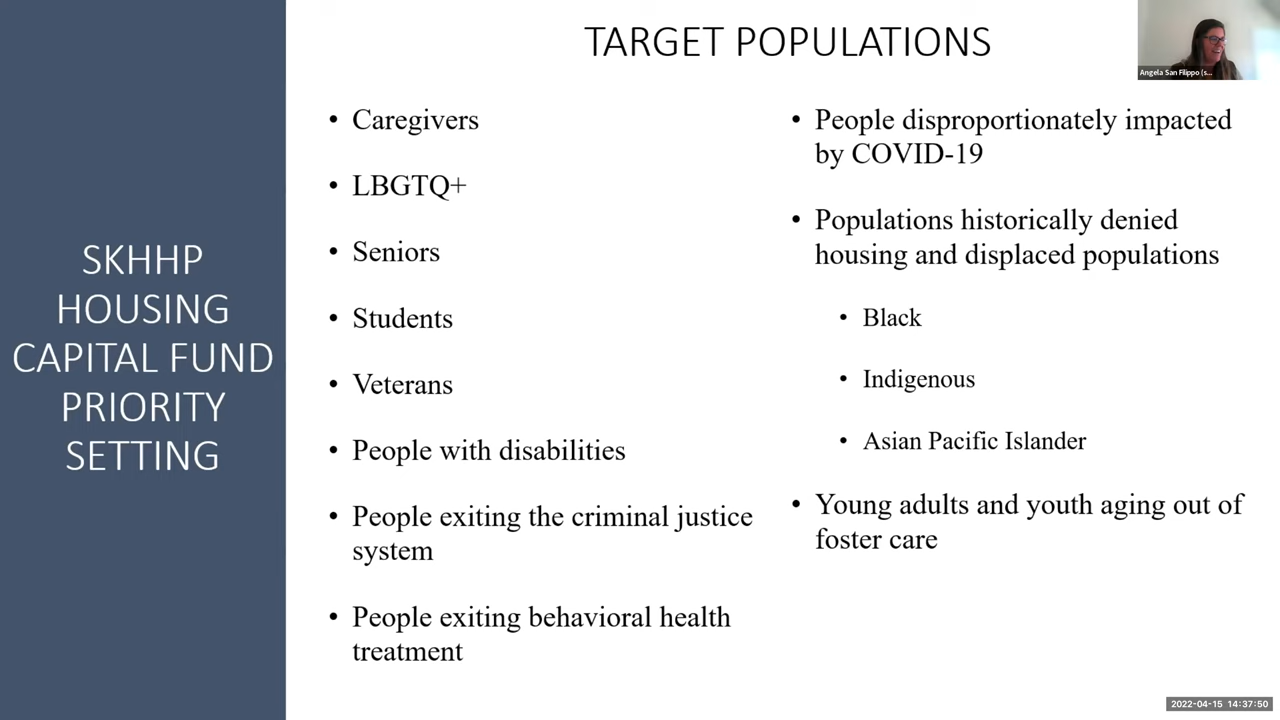 SKHHP
HOUSING
CAPITAL FUND
PRIORITY
SETTING
TARGET POPULATIONS
• Caregivers
• LBGTQ+
• Seniors
• Students
• Veterans
• People with disabilities
• People exiting the criminal justice
system
• People exiting behavioral health
treatment
• People disproportionately impacted
by COVID-19
• Populations historically denied
housing and displaced populations
• Black
• Indigenous
• Asian Pacific Islander
• Young adults and youth aging out of
foster care
Angela San Filippo (s...
2022-04-15 14:37:50